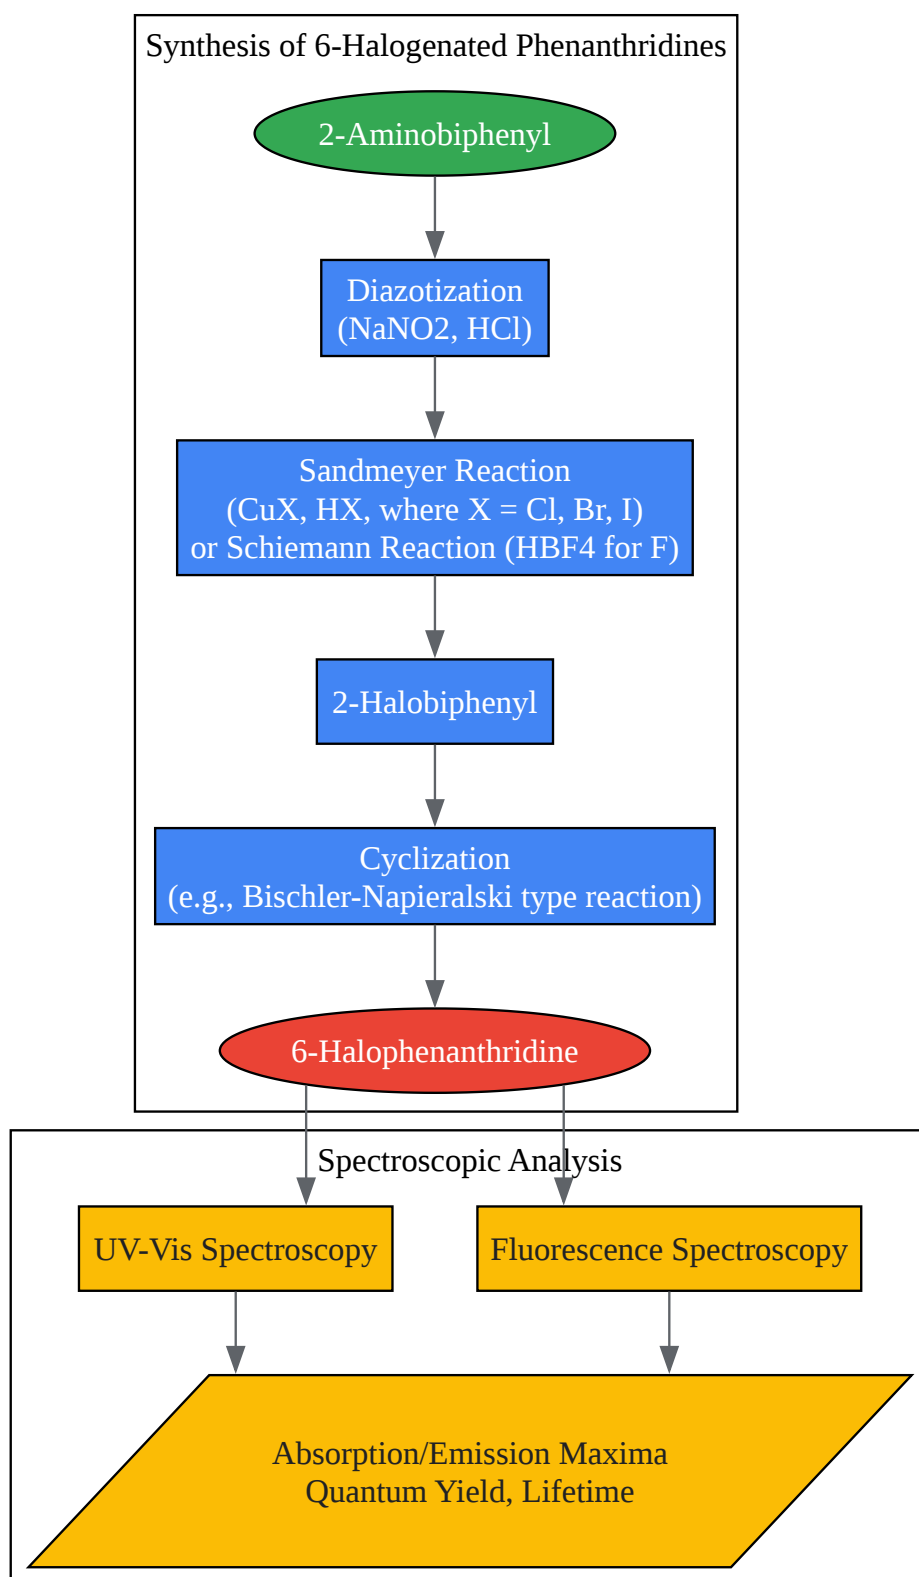 Synthesis of 6-Halogenated Phenanthridines
2-Aminobiphenyl
Diazotization
(NaNO2, HCl)
Sandmeyer Reaction
(CuX, HX, where X = Cl, Br, I)
or Schiemann Reaction (HBF4 for F)
2-Halobiphenyl
Cyclization
(e.g., Bischler-Napieralski type reaction)
6-Halophenanthridine
Spectroscopic Analysis
UV-Vis Spectroscopy
Fluorescence Spectroscopy
Absorption/Emission Maxima
Quantum Yield, Lifetime